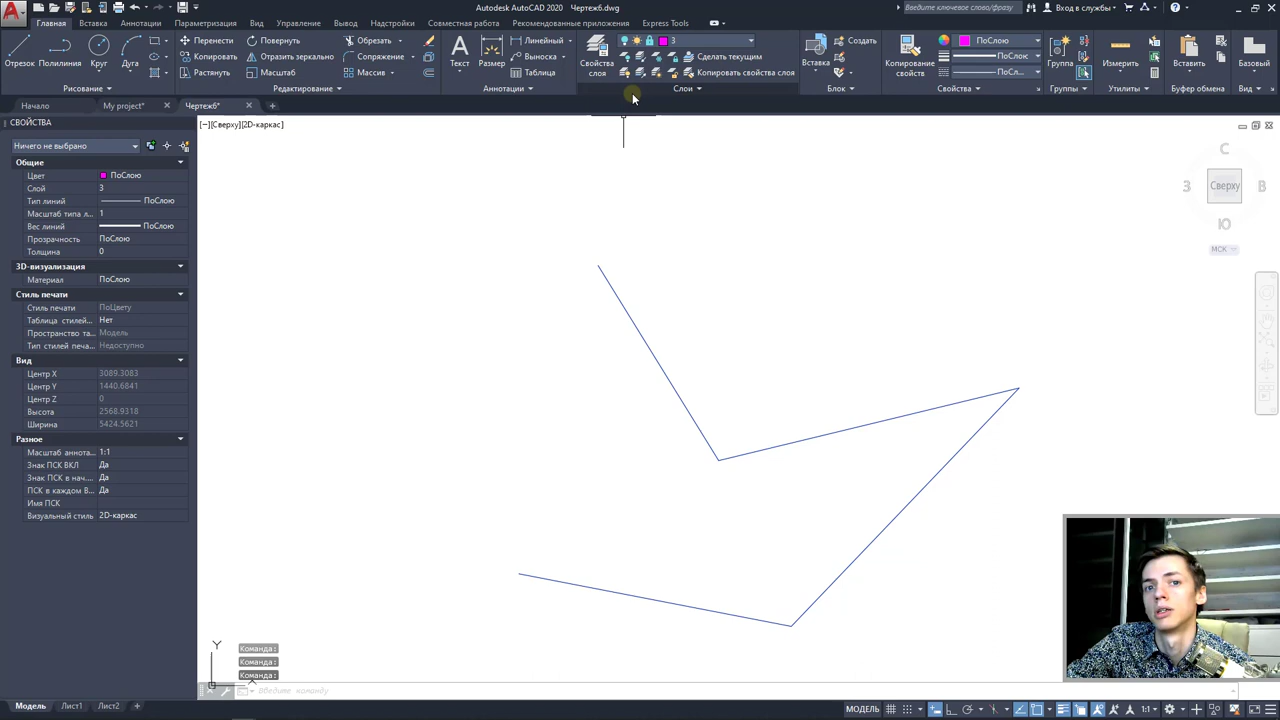 Autodesk AutoCAD 2020 Чертеж6.dwg
Введите ключевое слово/фразу
Вход в службы
Главная Вставка Аннотации Параметризация Вид Управление Вывод Надстройки Совместная работа Рекомендованные приложения Express Tools
Отрезок Полилиния Круг Дуга
Перенести Повернуть Обрезать
Копировать Отразить зеркально Сопряжение
Растянуть Масштаб Массив
Текст Размер
Линейный
Выноска
Таблица
Свойства слоя
3
Сделать текущим
Копировать свойства слоя
Вставка
Создать
Копирование свойств
ПоСлою
ПоСлок
ПоСл...
Группа
Измерить
Вставить
Базовый
Рисование Редактирование Аннотации Слои Блок Свойства Группы Утилиты Буфер обмена Вид
Начало My project* Чертеж6*
СВОЙСТВА
[−][Сверху][2D-каркас]
Ничего не выбрано
Общие
Цвет ПоСлою
Слой 3
Тип линий ПоСлою
Масштаб типа л... 1
Вес линий ПоСлою
Прозрачность ПоСлою
Толщина 0
3D-визуализация
Материал ПоСлою
Стиль печати
Стиль печати ПоЦвету
Таблица стилей... Нет
Пространство та... Модель
Тип стилей печа... Недоступно
Вид
Центр X 3089.3083
Центр Y 1440.6841
Центр Z 0
Высота 2568.9318
Ширина 5424.5621
Разное
Масштаб аннота... 1:1
Знак ПСК ВКЛ Да
Знак ПСК в нач.... Да
ПСК в каждом В... Да
Имя ПСК
Визуальный стиль 2D-каркас
С
З Сверху В
Ю
МСК
Y
Команда:
Команда:
Команда:
Введите команду
Модель Лист1 Лист2
МОДЕЛЬ
1:1